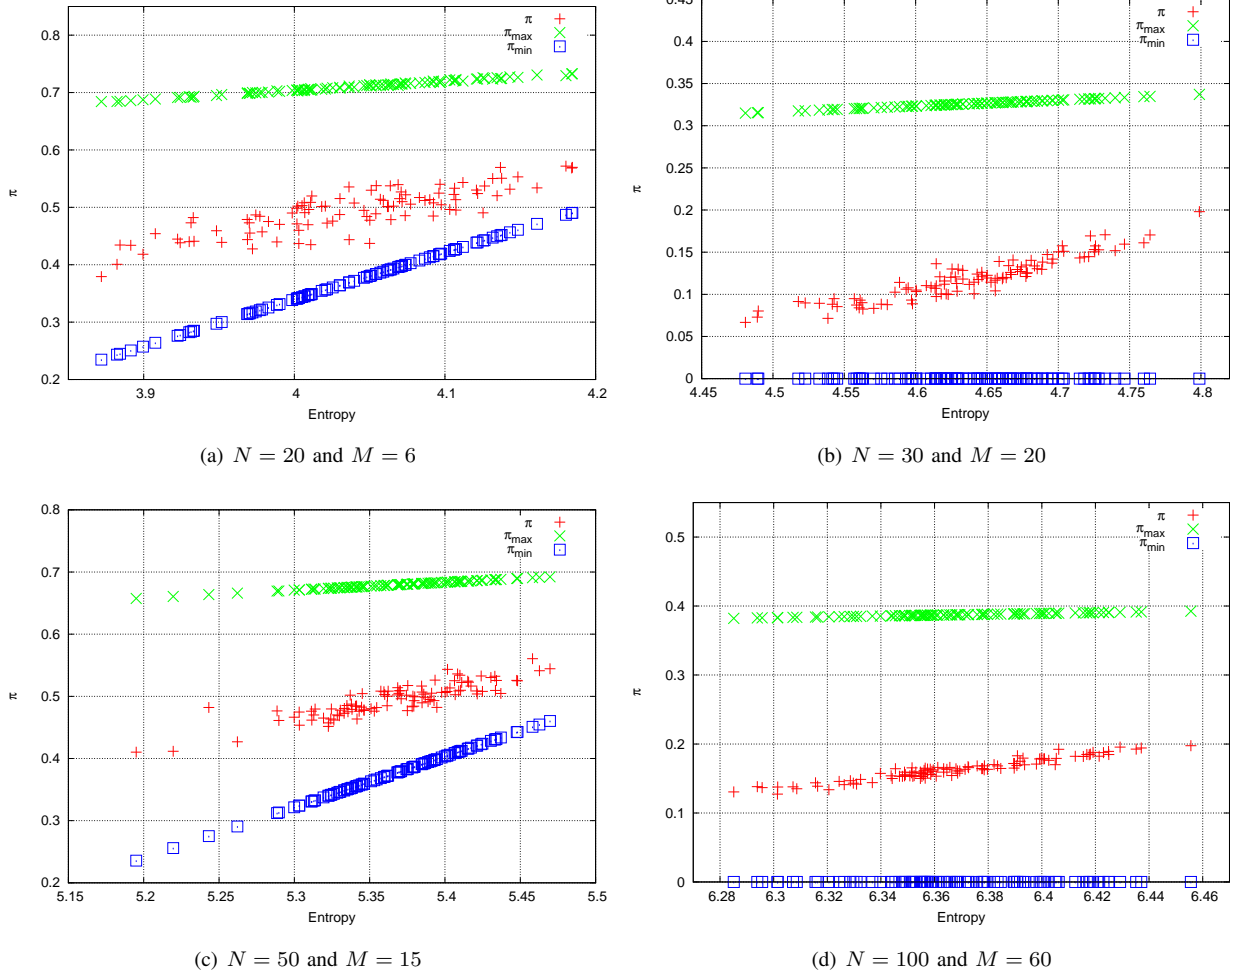 0.8
0.7
0.6
0.5
0.4
0.3
0.2
3.9
4
4.1
4.2
π
Entropy
π
πmax
πmin
(a) N = 20 and M = 6
0.45
0.4
0.35
0.3
0.25
0.2
0.15
0.1
0.05
0
4.45
4.5
4.55
4.6
4.65
4.7
4.75
4.8
π
Entropy
π
πmax
πmin
(b) N = 30 and M = 20
0.8
0.7
0.6
0.5
0.4
0.3
0.2
5.15
5.2
5.25
5.3
5.35
5.4
5.45
5.5
π
Entropy
π
πmax
πmin
(c) N = 50 and M = 15
0.5
0.4
0.3
0.2
0.1
0
6.28
6.3
6.32
6.34
6.36
6.38
6.4
6.42
6.44
6.46
π
Entropy
π
πmax
πmin
(d) N = 100 and M = 60